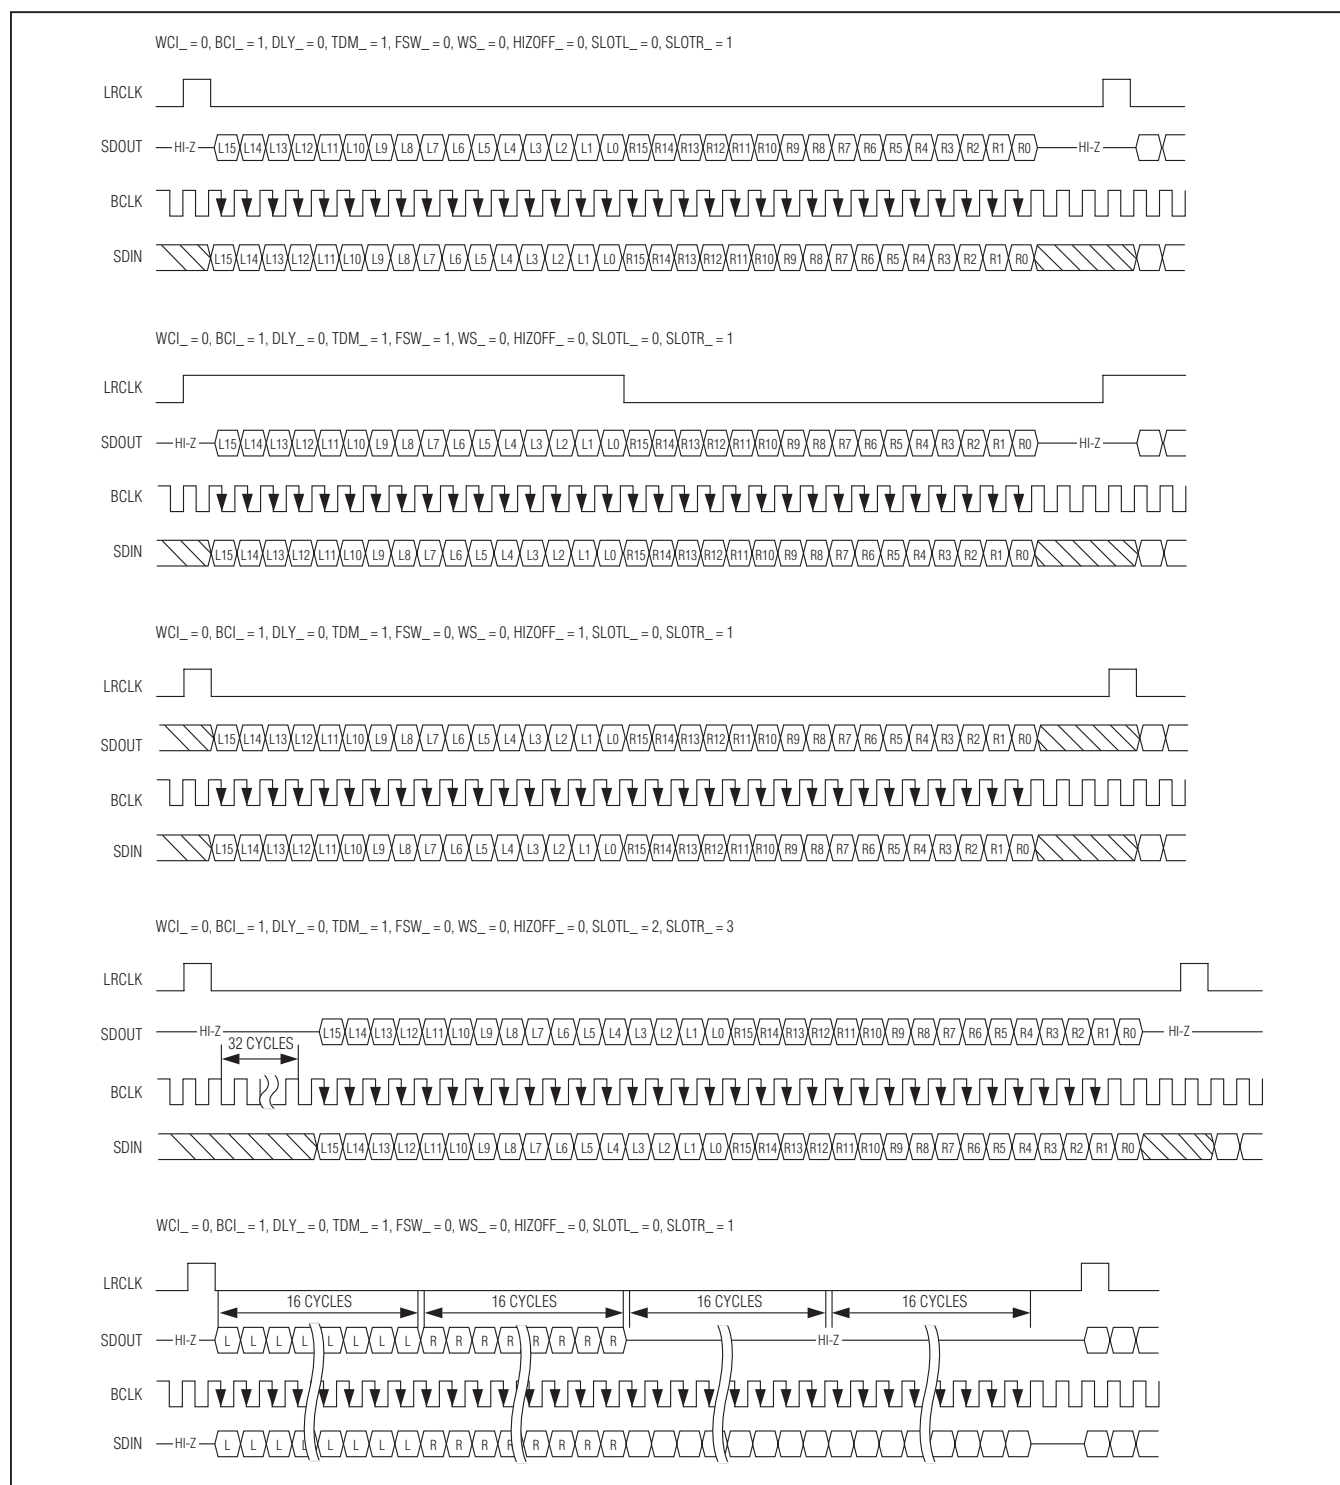 WCI_ = 0, BCI_ = 1, DLY_ = 0, TDM_ = 1, FSW_ = 0, WS_ = 0, HIZOFF_ = 0, SLOTL_ = 0, SLOTR_ = 1
LRCLK
SDOUT HI-Z L15 L14 L13 L12 L11 L10 L9 L8 L7 L6 L5 L4 L3 L2 L1 L0 R15 R14 R13 R12 R11 R10 R9 R8 R7 R6 R5 R4 R3 R2 R1 R0 HI-Z
BCLK
SDIN L15 L14 L13 L12 L11 L10 L9 L8 L7 L6 L5 L4 L3 L2 L1 L0 R15 R14 R13 R12 R11 R10 R9 R8 R7 R6 R5 R4 R3 R2 R1 R0
WCI_ = 0, BCI_ = 1, DLY_ = 0, TDM_ = 1, FSW_ = 1, WS_ = 0, HIZOFF_ = 0, SLOTL_ = 0, SLOTR_ = 1
LRCLK
SDOUT HI-Z L15 L14 L13 L12 L11 L10 L9 L8 L7 L6 L5 L4 L3 L2 L1 L0 R15 R14 R13 R12 R11 R10 R9 R8 R7 R6 R5 R4 R3 R2 R1 R0 HI-Z
BCLK
SDIN L15 L14 L13 L12 L11 L10 L9 L8 L7 L6 L5 L4 L3 L2 L1 L0 R15 R14 R13 R12 R11 R10 R9 R8 R7 R6 R5 R4 R3 R2 R1 R0
WCI_ = 0, BCI_ = 1, DLY_ = 0, TDM_ = 1, FSW_ = 0, WS_ = 0, HIZOFF_ = 1, SLOTL_ = 0, SLOTR_ = 1
LRCLK
SDOUT L15 L14 L13 L12 L11 L10 L9 L8 L7 L6 L5 L4 L3 L2 L1 L0 R15 R14 R13 R12 R11 R10 R9 R8 R7 R6 R5 R4 R3 R2 R1 R0
BCLK
SDIN L15 L14 L13 L12 L11 L10 L9 L8 L7 L6 L5 L4 L3 L2 L1 L0 R15 R14 R13 R12 R11 R10 R9 R8 R7 R6 R5 R4 R3 R2 R1 R0
WCI_ = 0, BCI_ = 1, DLY_ = 0, TDM_ = 1, FSW_ = 0, WS_ = 0, HIZOFF_ = 0, SLOTL_ = 2, SLOTR_ = 3
LRCLK
SDOUT HI-Z L15 L14 L13 L12 L11 L10 L9 L8 L7 L6 L5 L4 L3 L2 L1 L0 R15 R14 R13 R12 R11 R10 R9 R8 R7 R6 R5 R4 R3 R2 R1 R0 HI-Z
32 CYCLES
BCLK
SDIN L15 L14 L13 L12 L11 L10 L9 L8 L7 L6 L5 L4 L3 L2 L1 L0 R15 R14 R13 R12 R11 R10 R9 R8 R7 R6 R5 R4 R3 R2 R1 R0
WCI_ = 0, BCI_ = 1, DLY_ = 0, TDM_ = 1, FSW_ = 0, WS_ = 0, HIZOFF_ = 0, SLOTL_ = 0, SLOTR_ = 1
LRCLK
16 CYCLES 16 CYCLES 16 CYCLES 16 CYCLES
SDOUT HI-Z L L L L L L L L R R R R R R R R HI-Z
BCLK
SDIN HI-Z L L L L L L L L R R R R R R R R